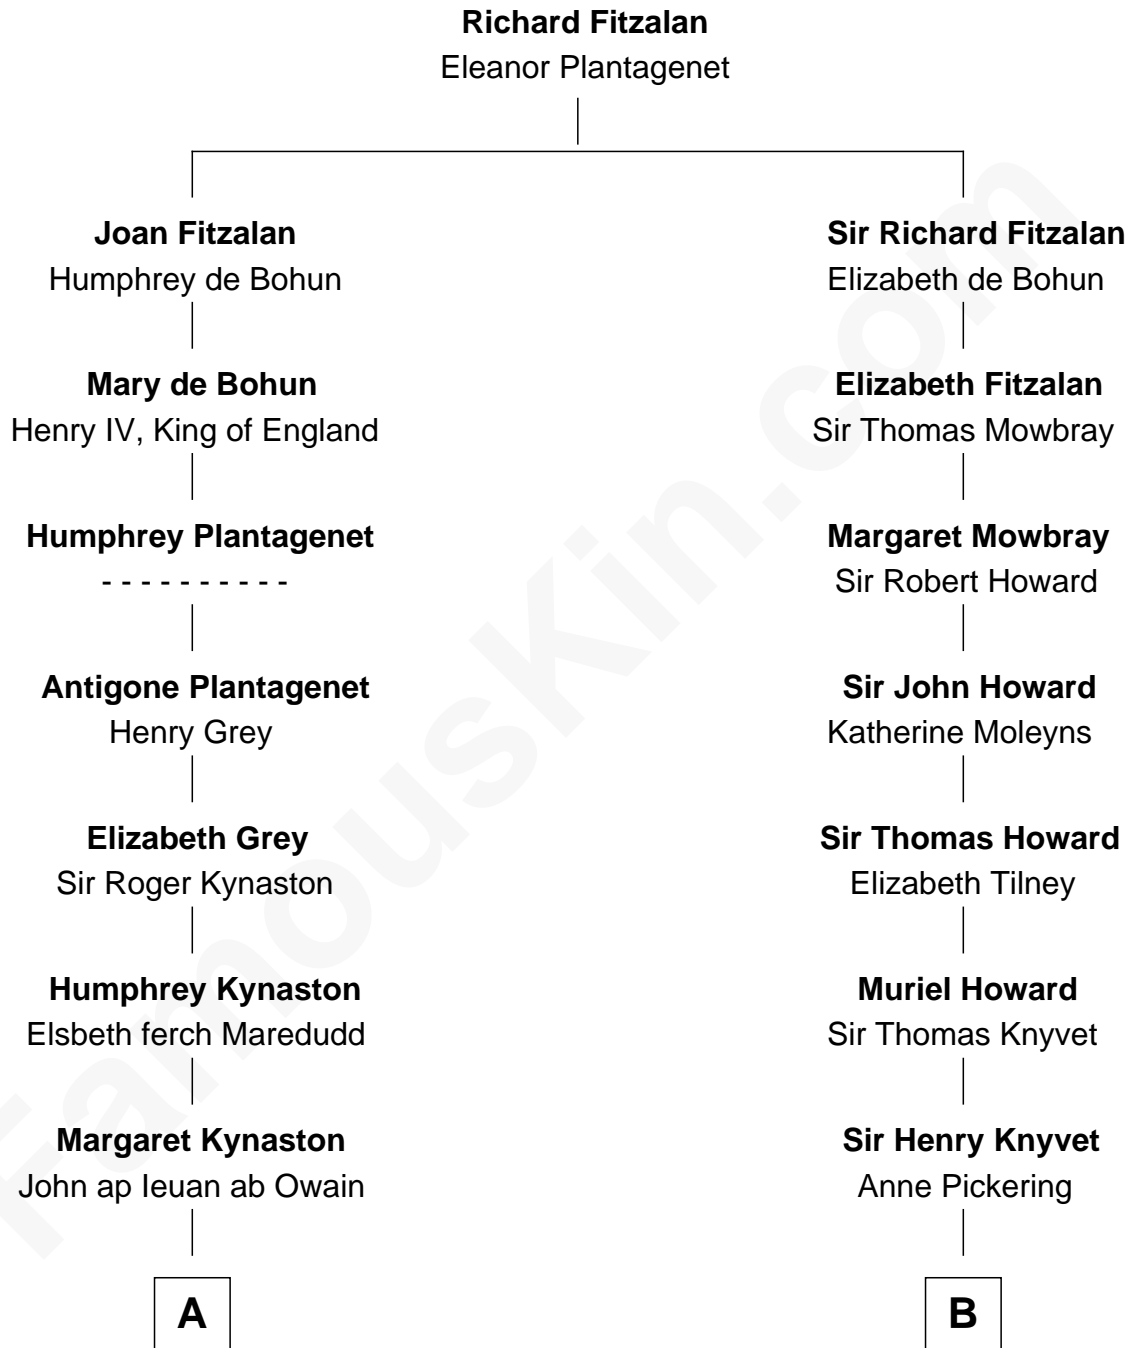 Richard Fitzalan
Eleanor Plantagenet
Joan Fitzalan
Humphrey de Bohun
Sir Richard Fitzalan
Elizabeth de Bohun
Mary de Bohun
Henry IV, King of England
Elizabeth Fitzalan
Sir Thomas Mowbray
Humphrey Plantagenet
- - - - - - - - - -
Margaret Mowbray
Sir Robert Howard
Antigone Plantagenet
Henry Grey
Sir John Howard
Katherine Moleyns
Elizabeth Grey
Sir Roger Kynaston
Sir Thomas Howard
Elizabeth Tilney
Humphrey Kynaston
Elsbeth ferch Maredudd
Muriel Howard
Sir Thomas Knyvet
Margaret Kynaston
John ap Ieuan ab Owain
Sir Henry Knyvet
Anne Pickering
A
B
FamousKin.com